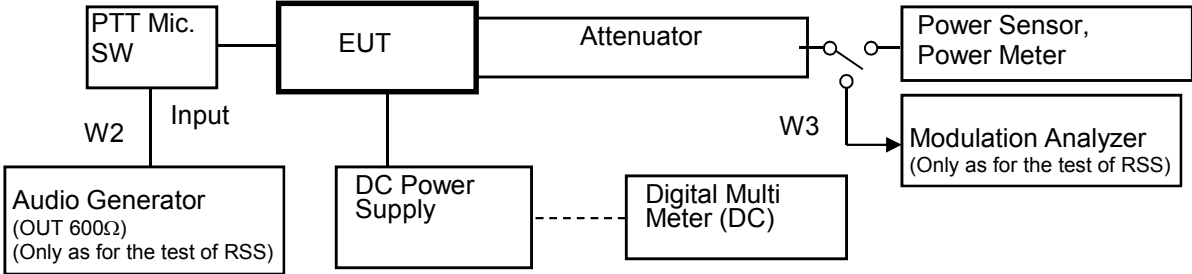 PTT Mic.
SW
EUT
Attenuator
Power Sensor,
Power Meter
W2
Input
W3
Modulation Analyzer
(Only as for the test of RSS)
Audio Generator
(OUT 600Ω)
(Only as for the test of RSS)
DC Power
Supply
Digital Multi
Meter (DC)